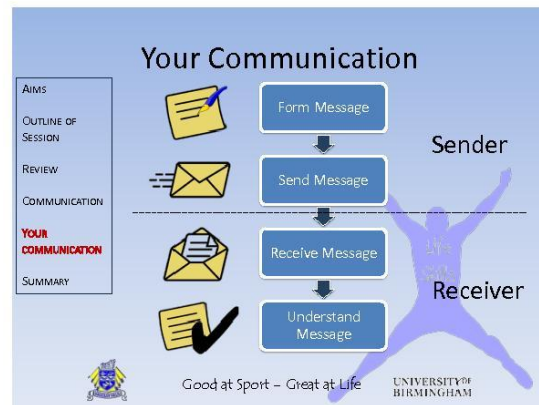 Your Communication
AIMS
OUTLINE OF
SESSION
REVIEW
COMMUNICATION
YOUR
COMMUNICATION
SUMMARY
Form Message
Send Message
Receive Message
Understand
Message
Sender
Receiver
Good at Sport – Great at Life
UNIVERSITY OF
BIRMINGHAM